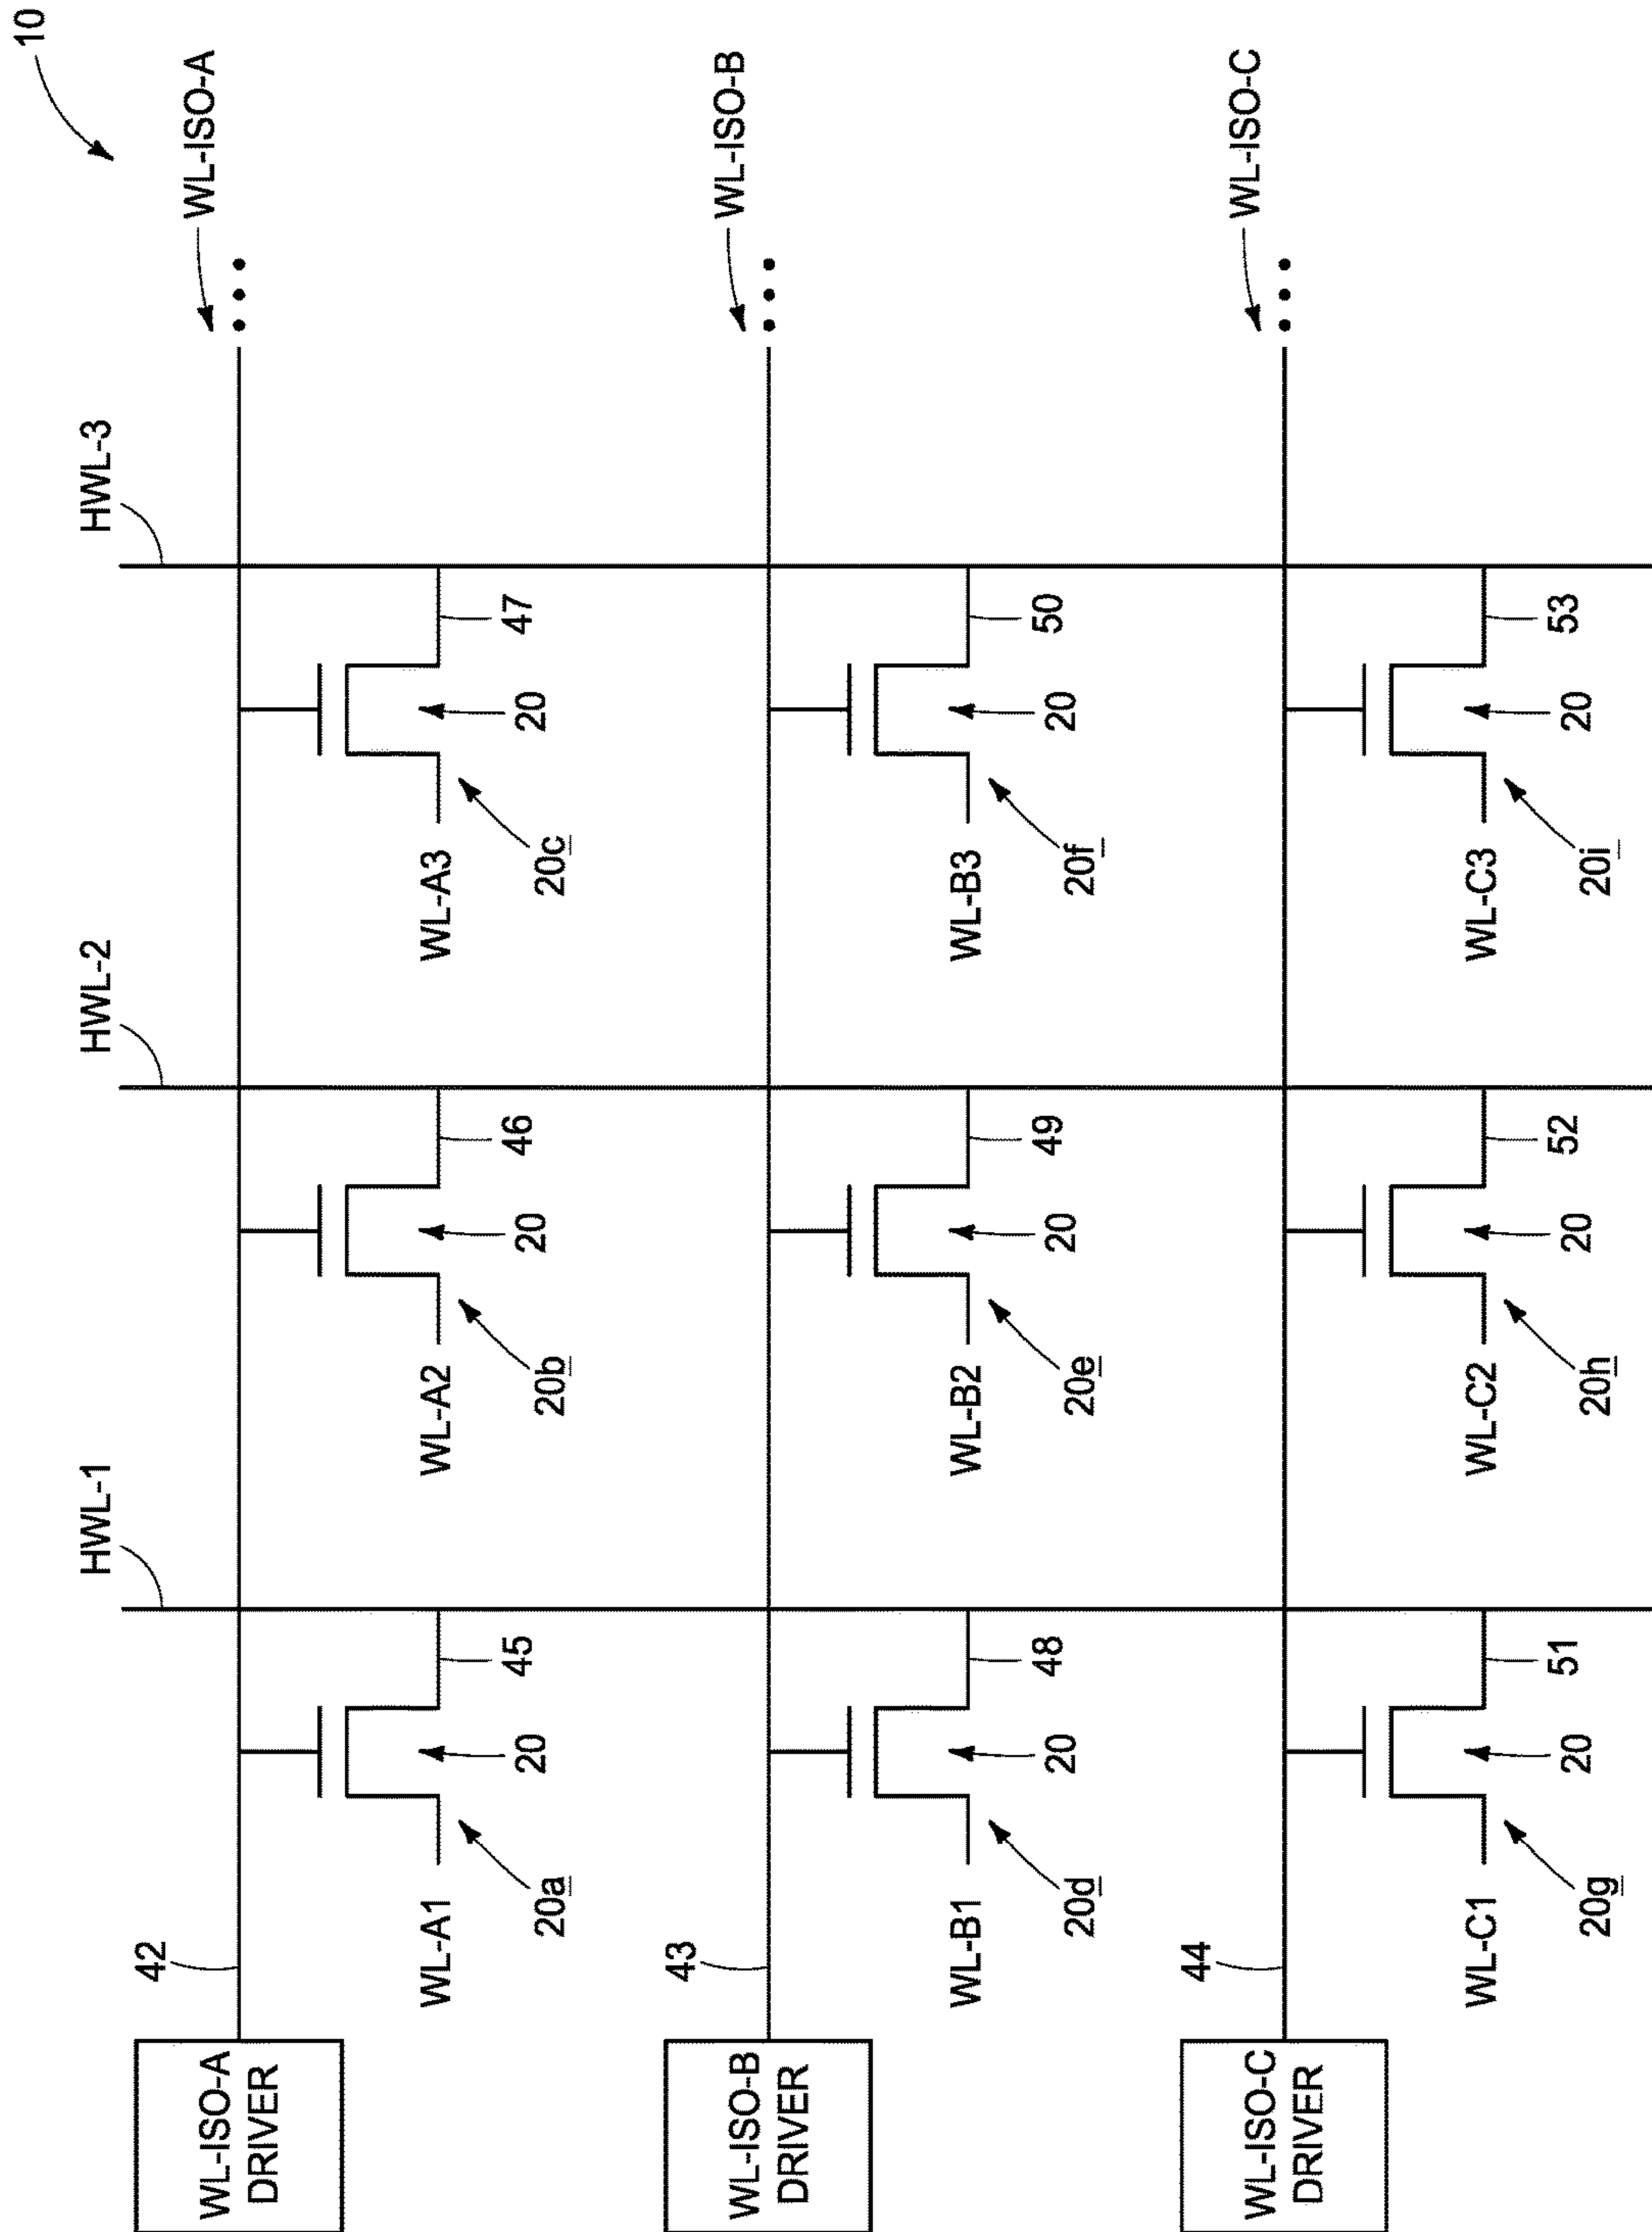 10
HWL-1
HWL-2
HWL-3
WL-ISO-A
DRIVER
42
WL-ISO-A
45
46
47
20
20
20
WL-A1
WL-A2
WL-A3
20a
20b
20c
WL-ISO-B
DRIVER
43
WL-ISO-B
48
49
50
20
20
20
WL-B1
WL-B2
WL-B3
20d
20e
20f
WL-ISO-C
DRIVER
44
WL-ISO-C
51
52
53
20
20
20
WL-C1
WL-C2
WL-C3
20g
20h
20i